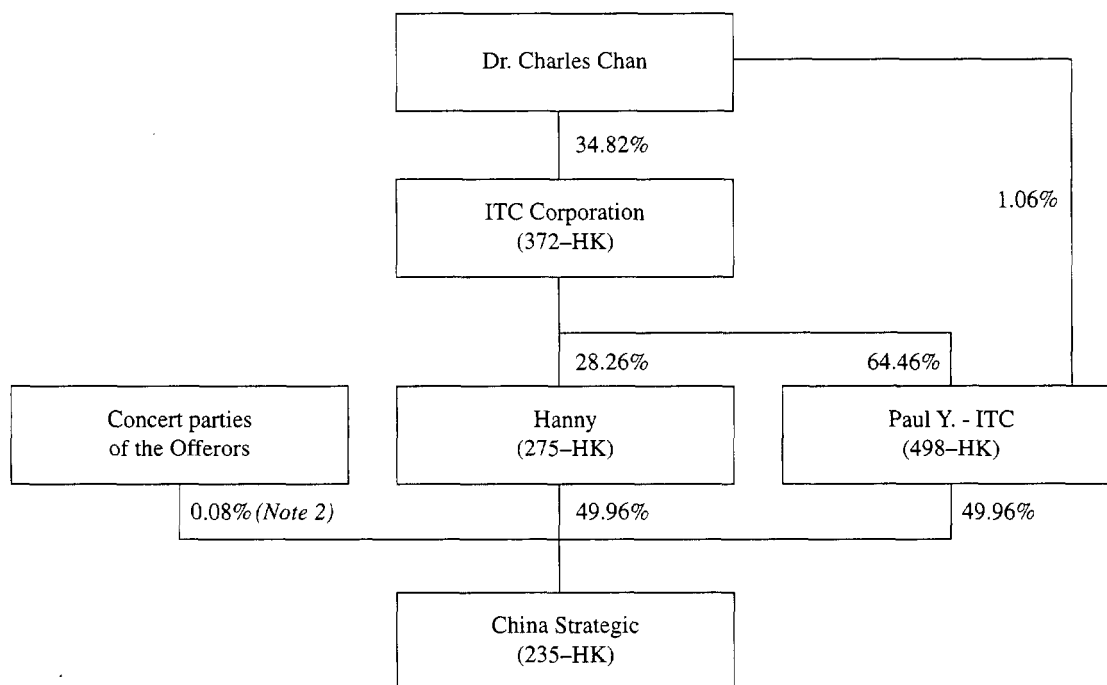 Dr. Charles Chan
34.82%
1.06%
ITC Corporation
(372–HK)
28.26%
64.46%
Concert parties
of the Offerors
Hanny
(275–HK)
Paul Y. - ITC
(498–HK)
0.08% (Note 2)
49.96%
49.96%
China Strategic
(235–HK)